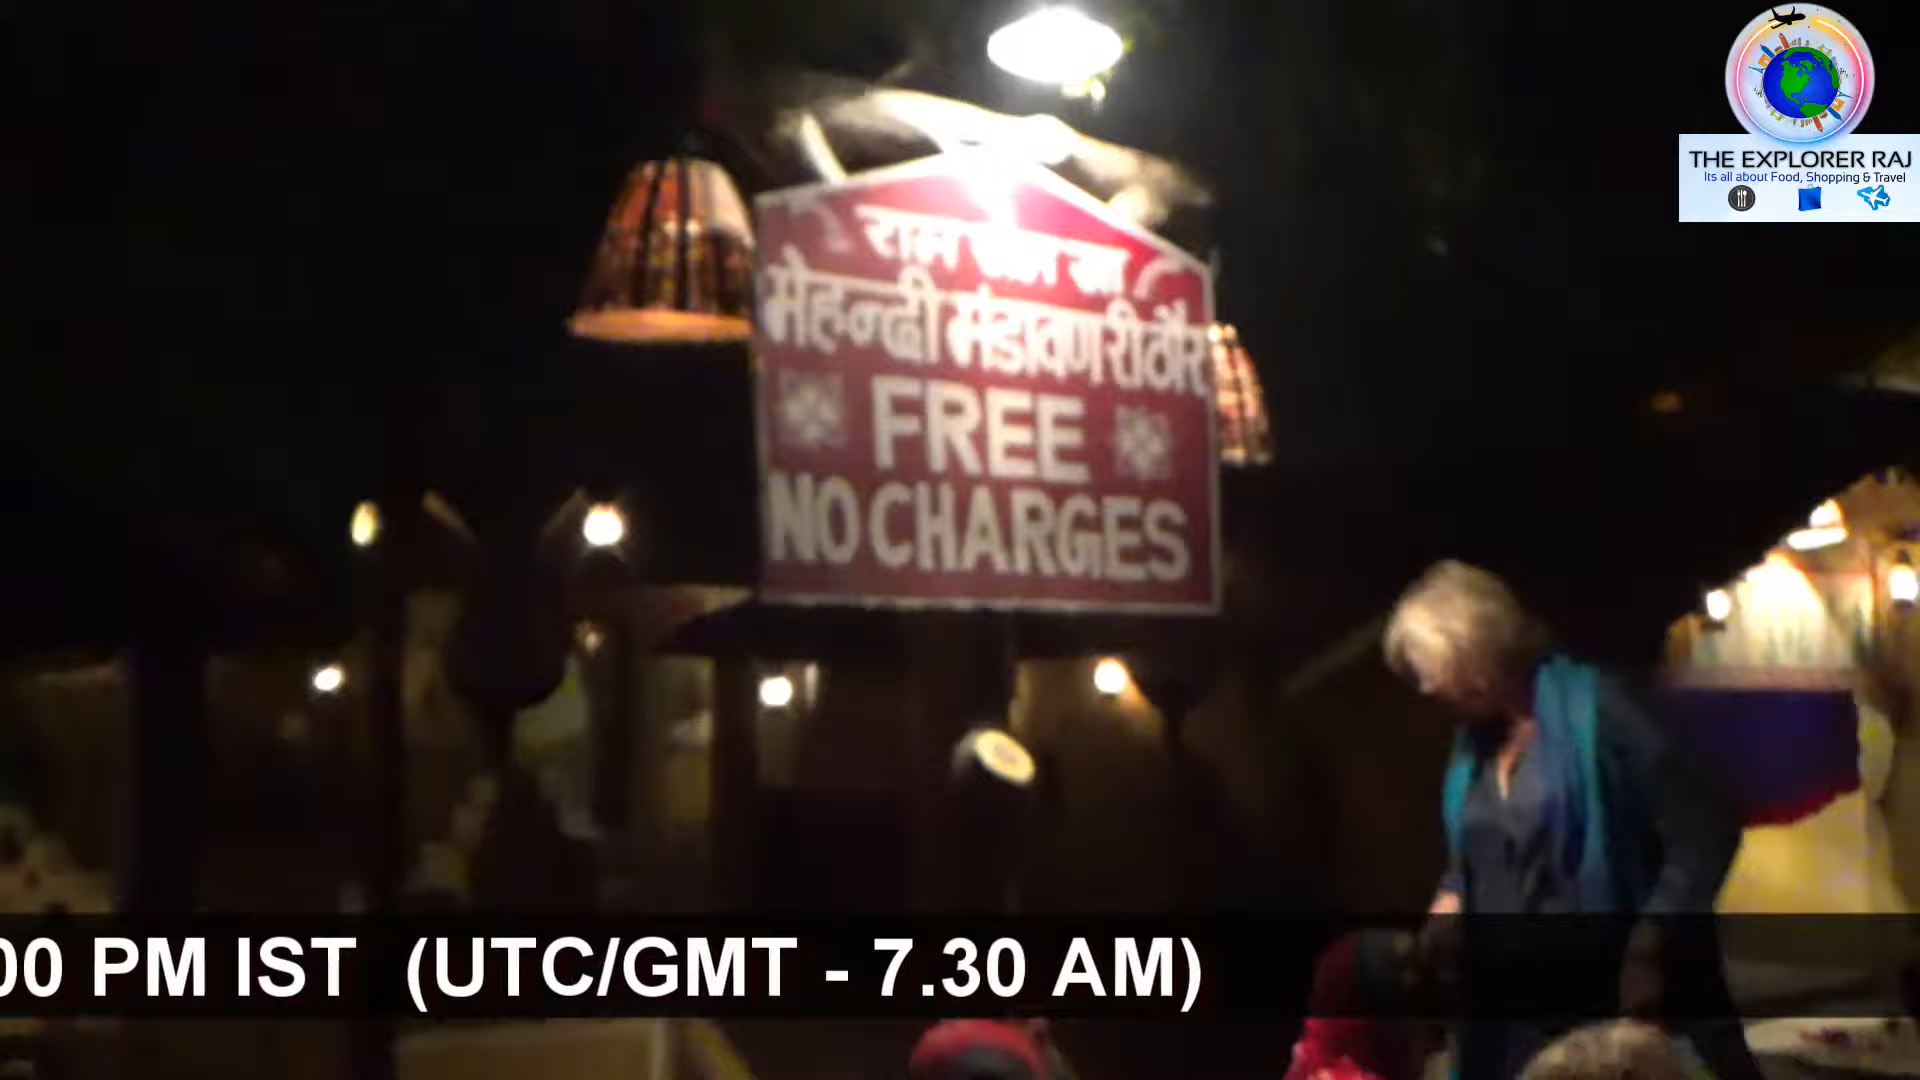 THE EXPLORER RAJ
Its all about Food, Shopping & Travel
मेहन्दी मंडावण री ठौर
FREE
NO CHARGES
00 PM IST (UTC/GMT - 7.30 AM)